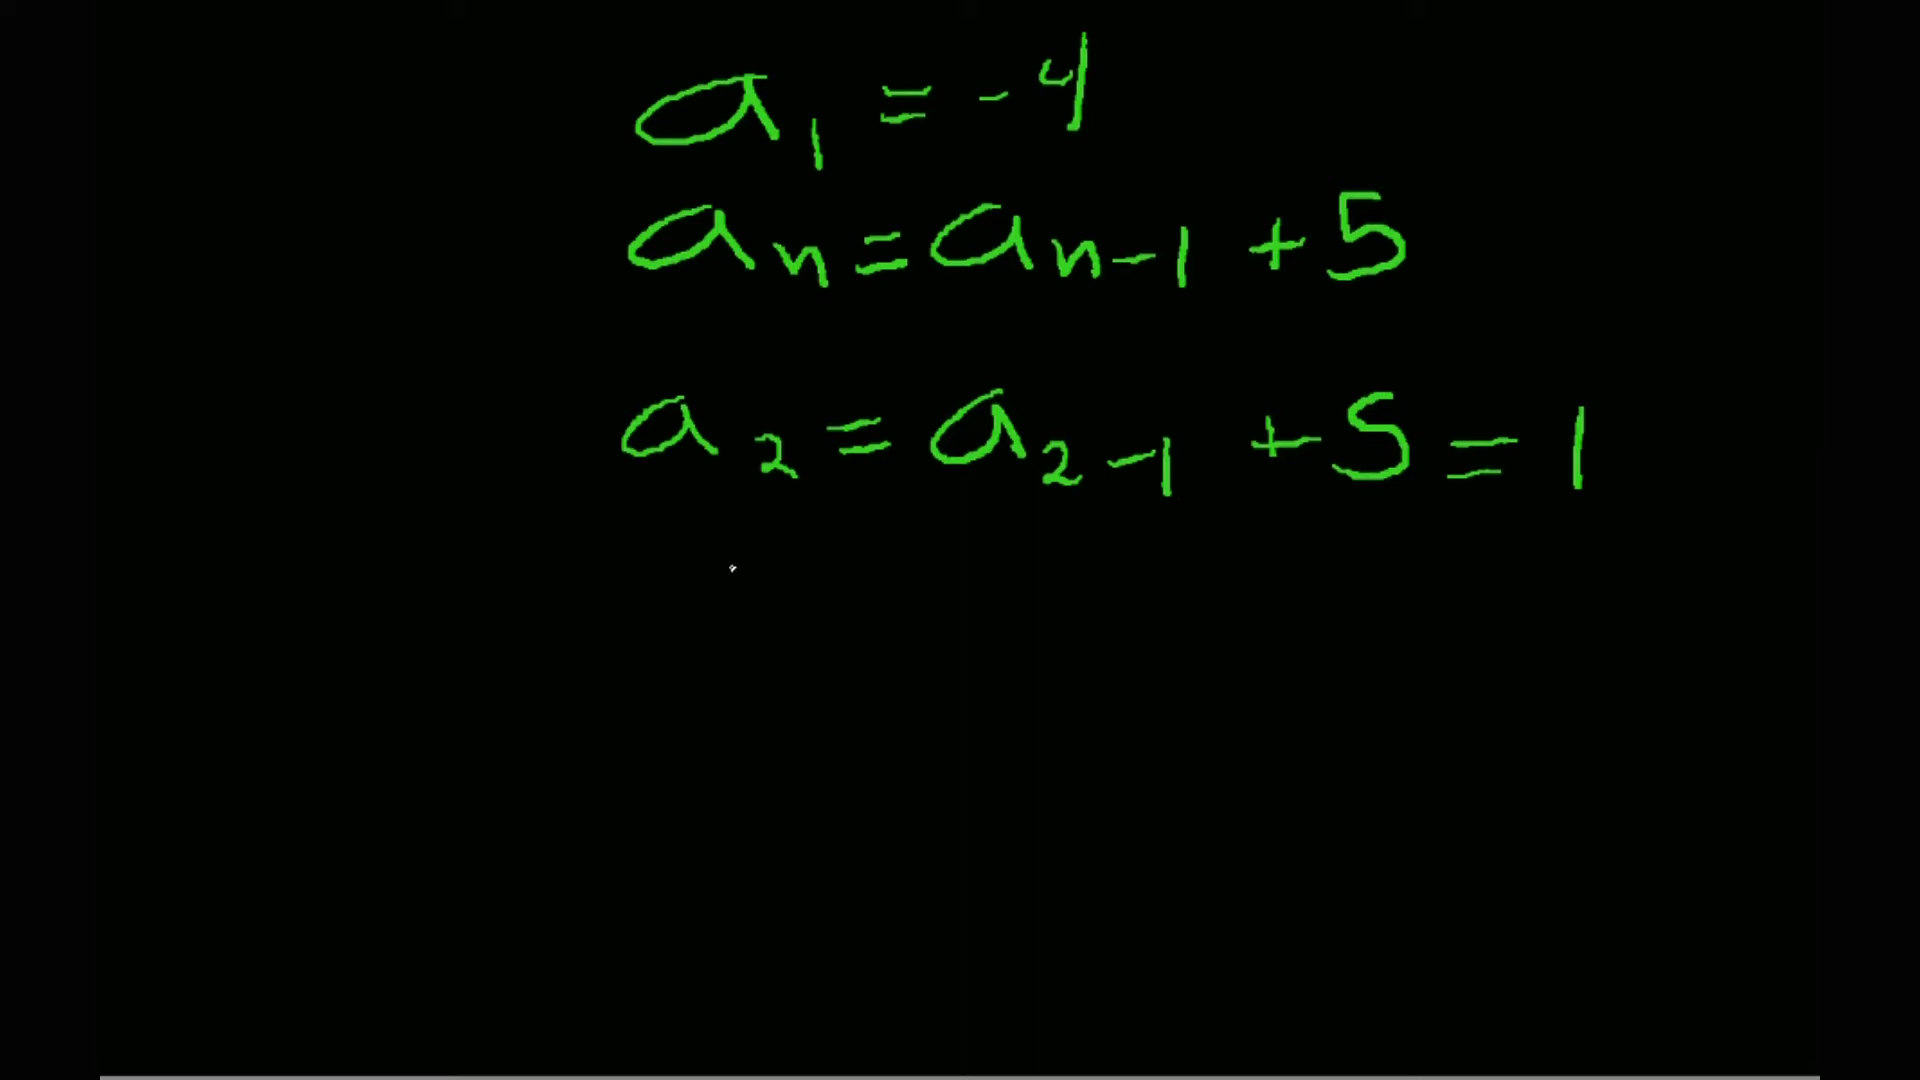 a₁ = -4
aₙ = aₙ₋₁ + 5
a₂ = a₂₋₁ + 5 = 1